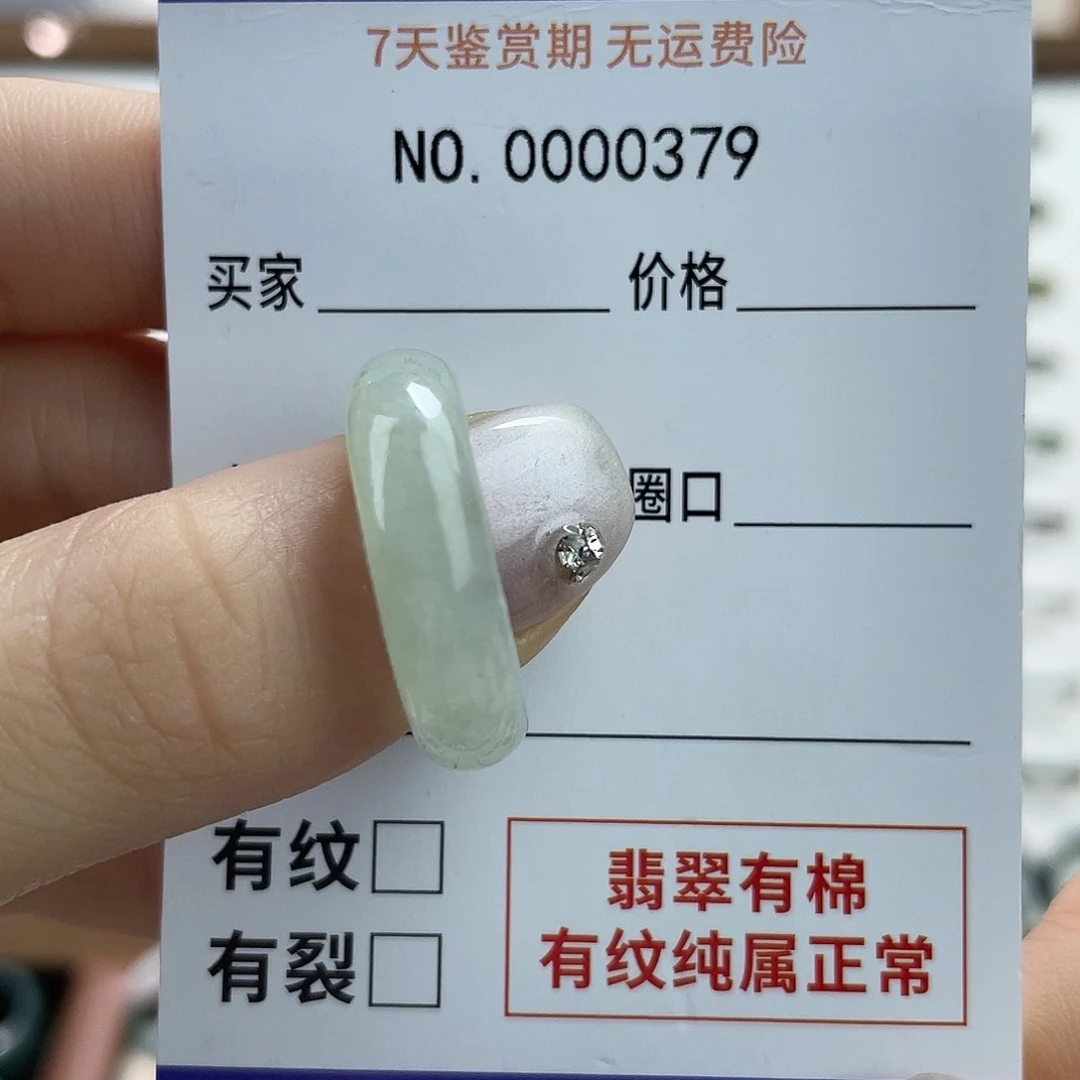 7天鉴赏期 无运费险
NO.0000379
买家 价格
圈口
有纹
有裂
翡翠有棉
有纹纯属正常